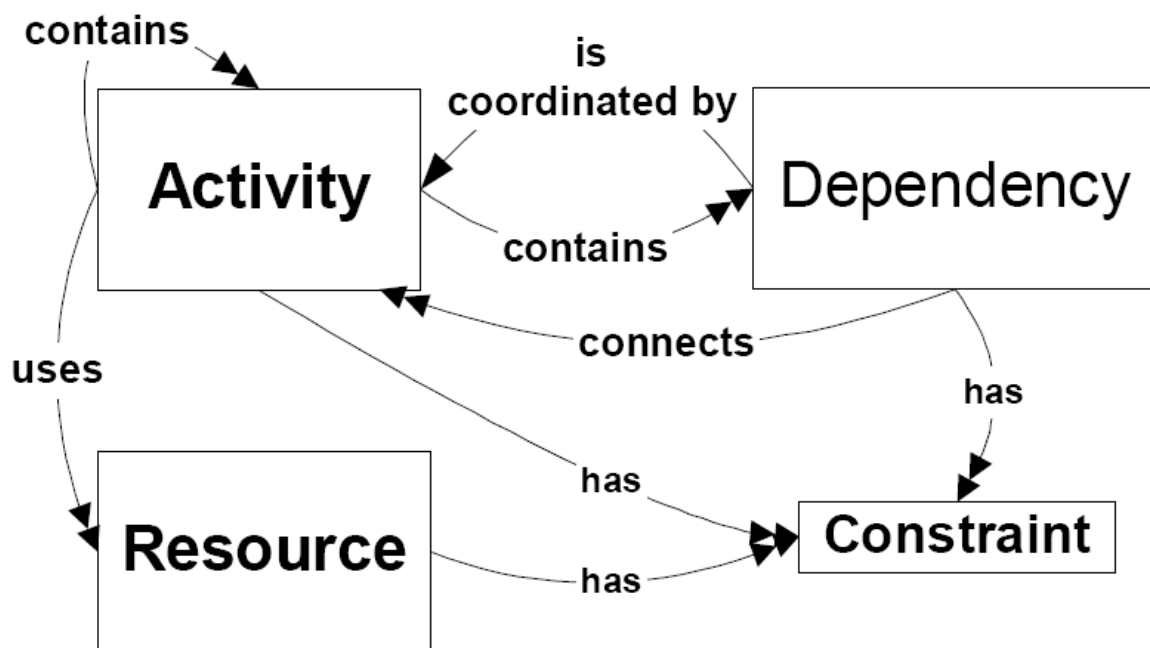 contains
is
coordinated by
Activity
Dependency
contains
connects
uses
has
has
Constraint
Resource
has